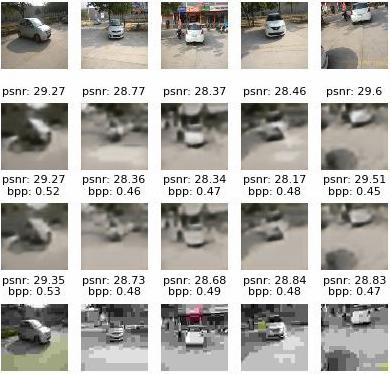 psnr: 29.27 psnr: 28.77 psnr: 28.37 psnr: 28.46 psnr: 29.6
psnr: 29.27 psnr: 28.36 psnr: 28.34 psnr: 28.17 psnr: 29.51
bpp: 0.52 bpp: 0.46 bpp: 0.47 bpp: 0.48 bpp: 0.45
psnr: 29.35 psnr: 28.73 psnr: 28.68 psnr: 28.84 psnr: 28.83
bpp: 0.53 bpp: 0.48 bpp: 0.49 bpp: 0.48 bpp: 0.47